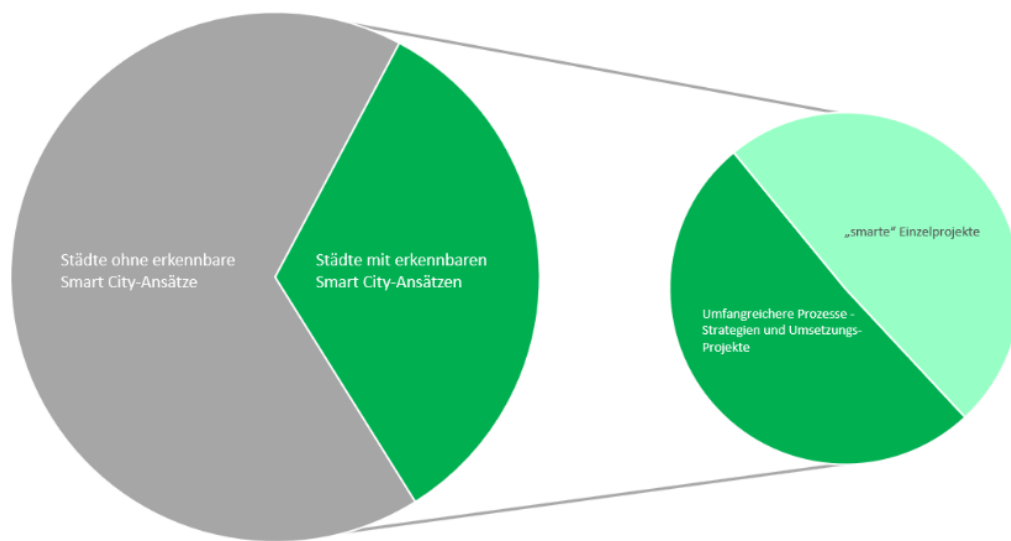 Städte ohne erkennbare
Smart City-Ansätze
Städte mit erkennbaren
Smart City-Ansätzen
„smarte“ Einzelprojekte
Umfangreichere Prozesse -
Strategien und Umsetzungs-
Projekte